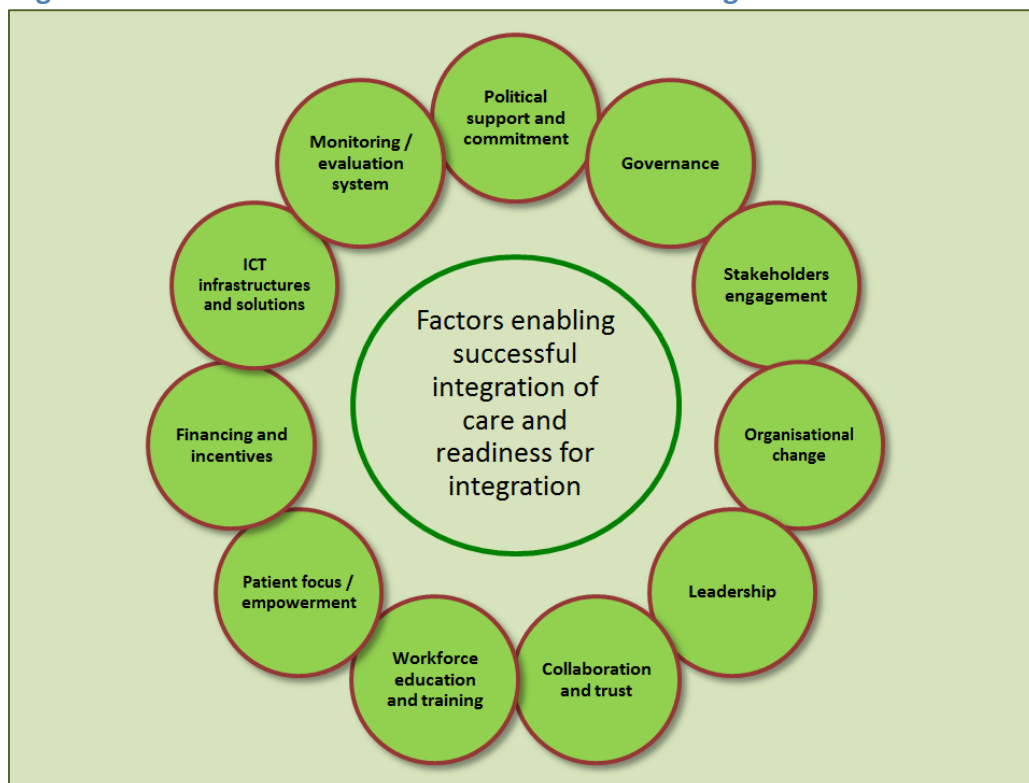 Political
support and
commitment
Governance
Stakeholders
engagement
Organisational
change
Leadership
Collaboration
and trust
Workforce
education
and training
Patient focus /
empowerment
Financing and
incentives
ICT
infrastructures
and solutions
Monitoring /
evaluation
system
Factors enabling
successful
integration of
care and
readiness for
integration